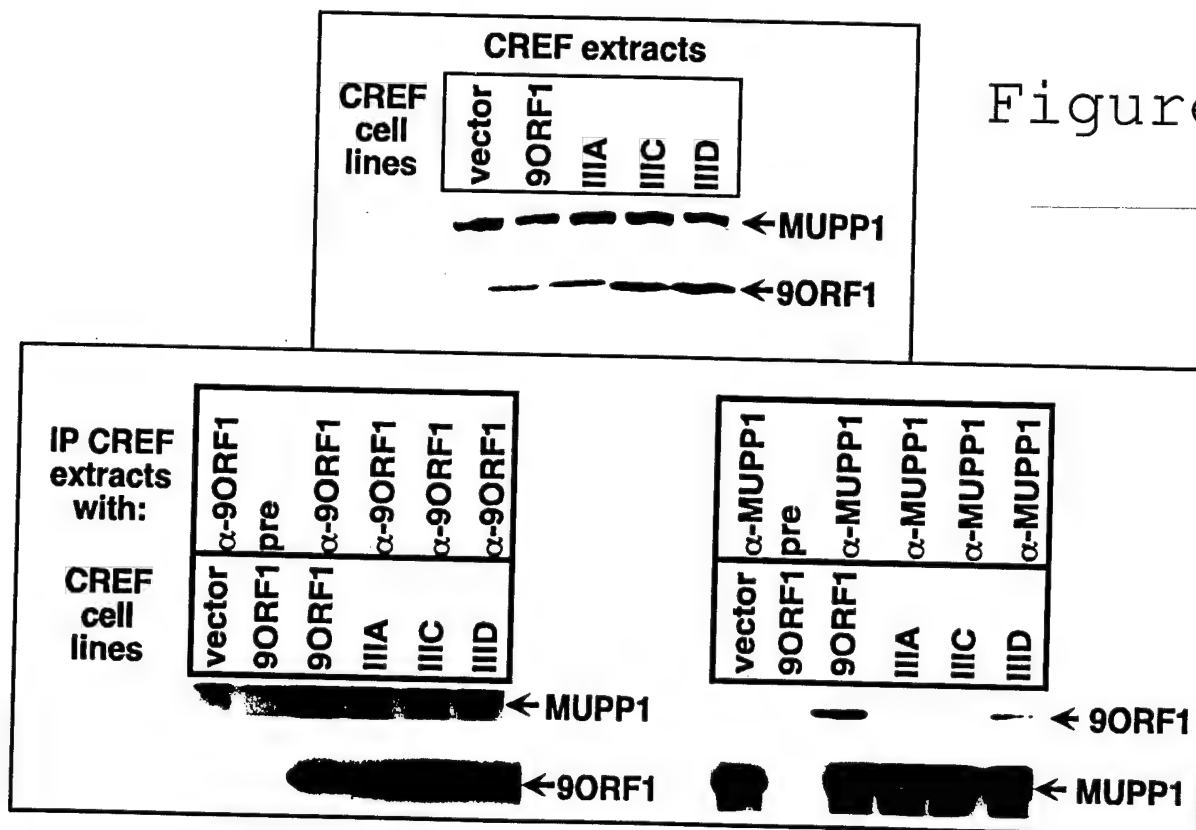 CREF extracts
CREF
cell
lines
vector
9ORF1
IIIA
IIIC
IIID
MUPP1
9ORF1
Figure
IP CREF
extracts
with:
α-9ORF1
pre
α-9ORF1
α-9ORF1
α-9ORF1
α-9ORF1
CREF
cell
lines
vector
9ORF1
9ORF1
IIIA
IIIC
IIID
MUPP1
9ORF1
α-MUPP1
pre
α-MUPP1
α-MUPP1
α-MUPP1
α-MUPP1
vector
9ORF1
9ORF1
IIIA
IIIC
IIID
9ORF1
MUPP1